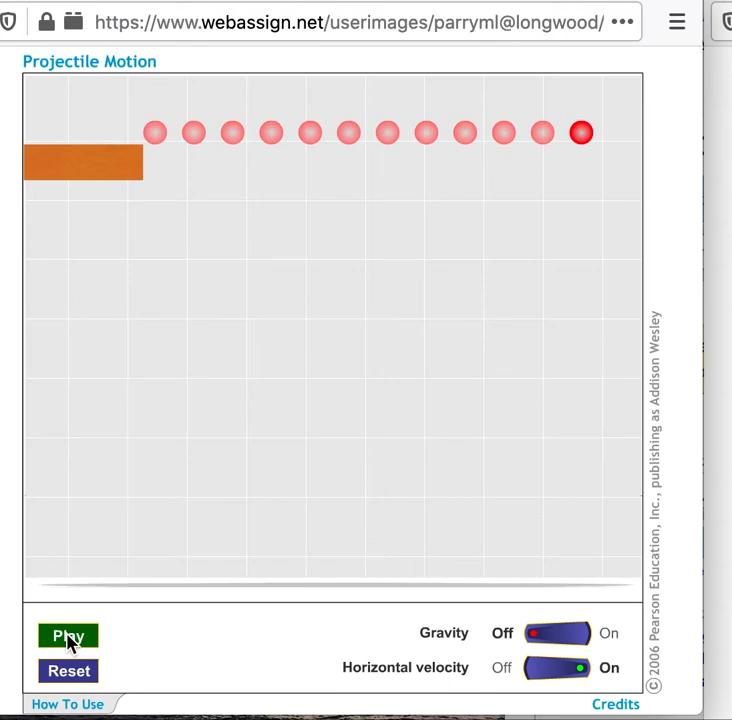 https://www.webassign.net/userimages/parryml@longwood/ •••
Projectile Motion
© 2006 Pearson Education, Inc., publishing as Addison Wesley
Play
Gravity Off On
Reset
Horizontal velocity Off On
How To Use
Credits